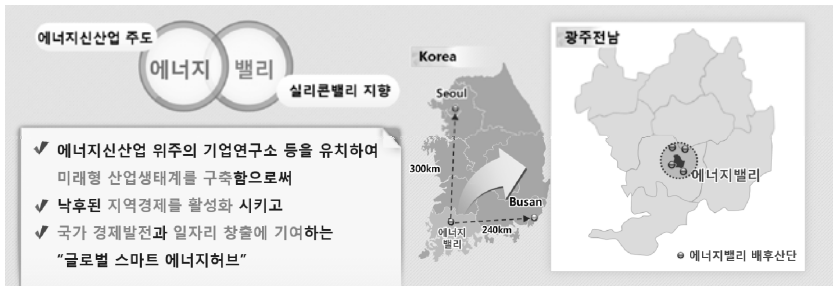 에너지신산업 주도
에너지 밸리
실리콘밸리 지향
에너지신산업 위주의 기업연구소 등을 유치하여
미래형 산업생태계를 구축함으로써
낙후된 지역경제를 활성화 시키고
국가 경제발전과 일자리 창출에 기여하는
“글로벌 스마트 에너지허브”
Korea
Seoul
300km
Busan
에너지
밸리
240km
광주전남
에너지밸리
에너지밸리 배후산단